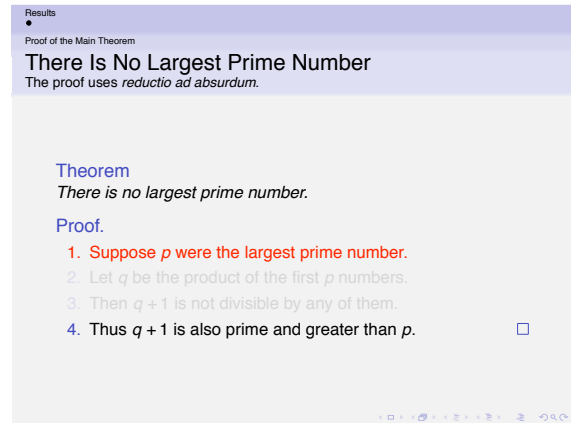 Results
Proof of the Main Theorem
There Is No Largest Prime Number
The proof uses reductio ad absurdum.
Theorem
There is no largest prime number.
Proof.
1. Suppose p were the largest prime number.
2. Let q be the product of the first p numbers.
3. Then q + 1 is not divisible by any of them.
4. Thus q + 1 is also prime and greater than p.